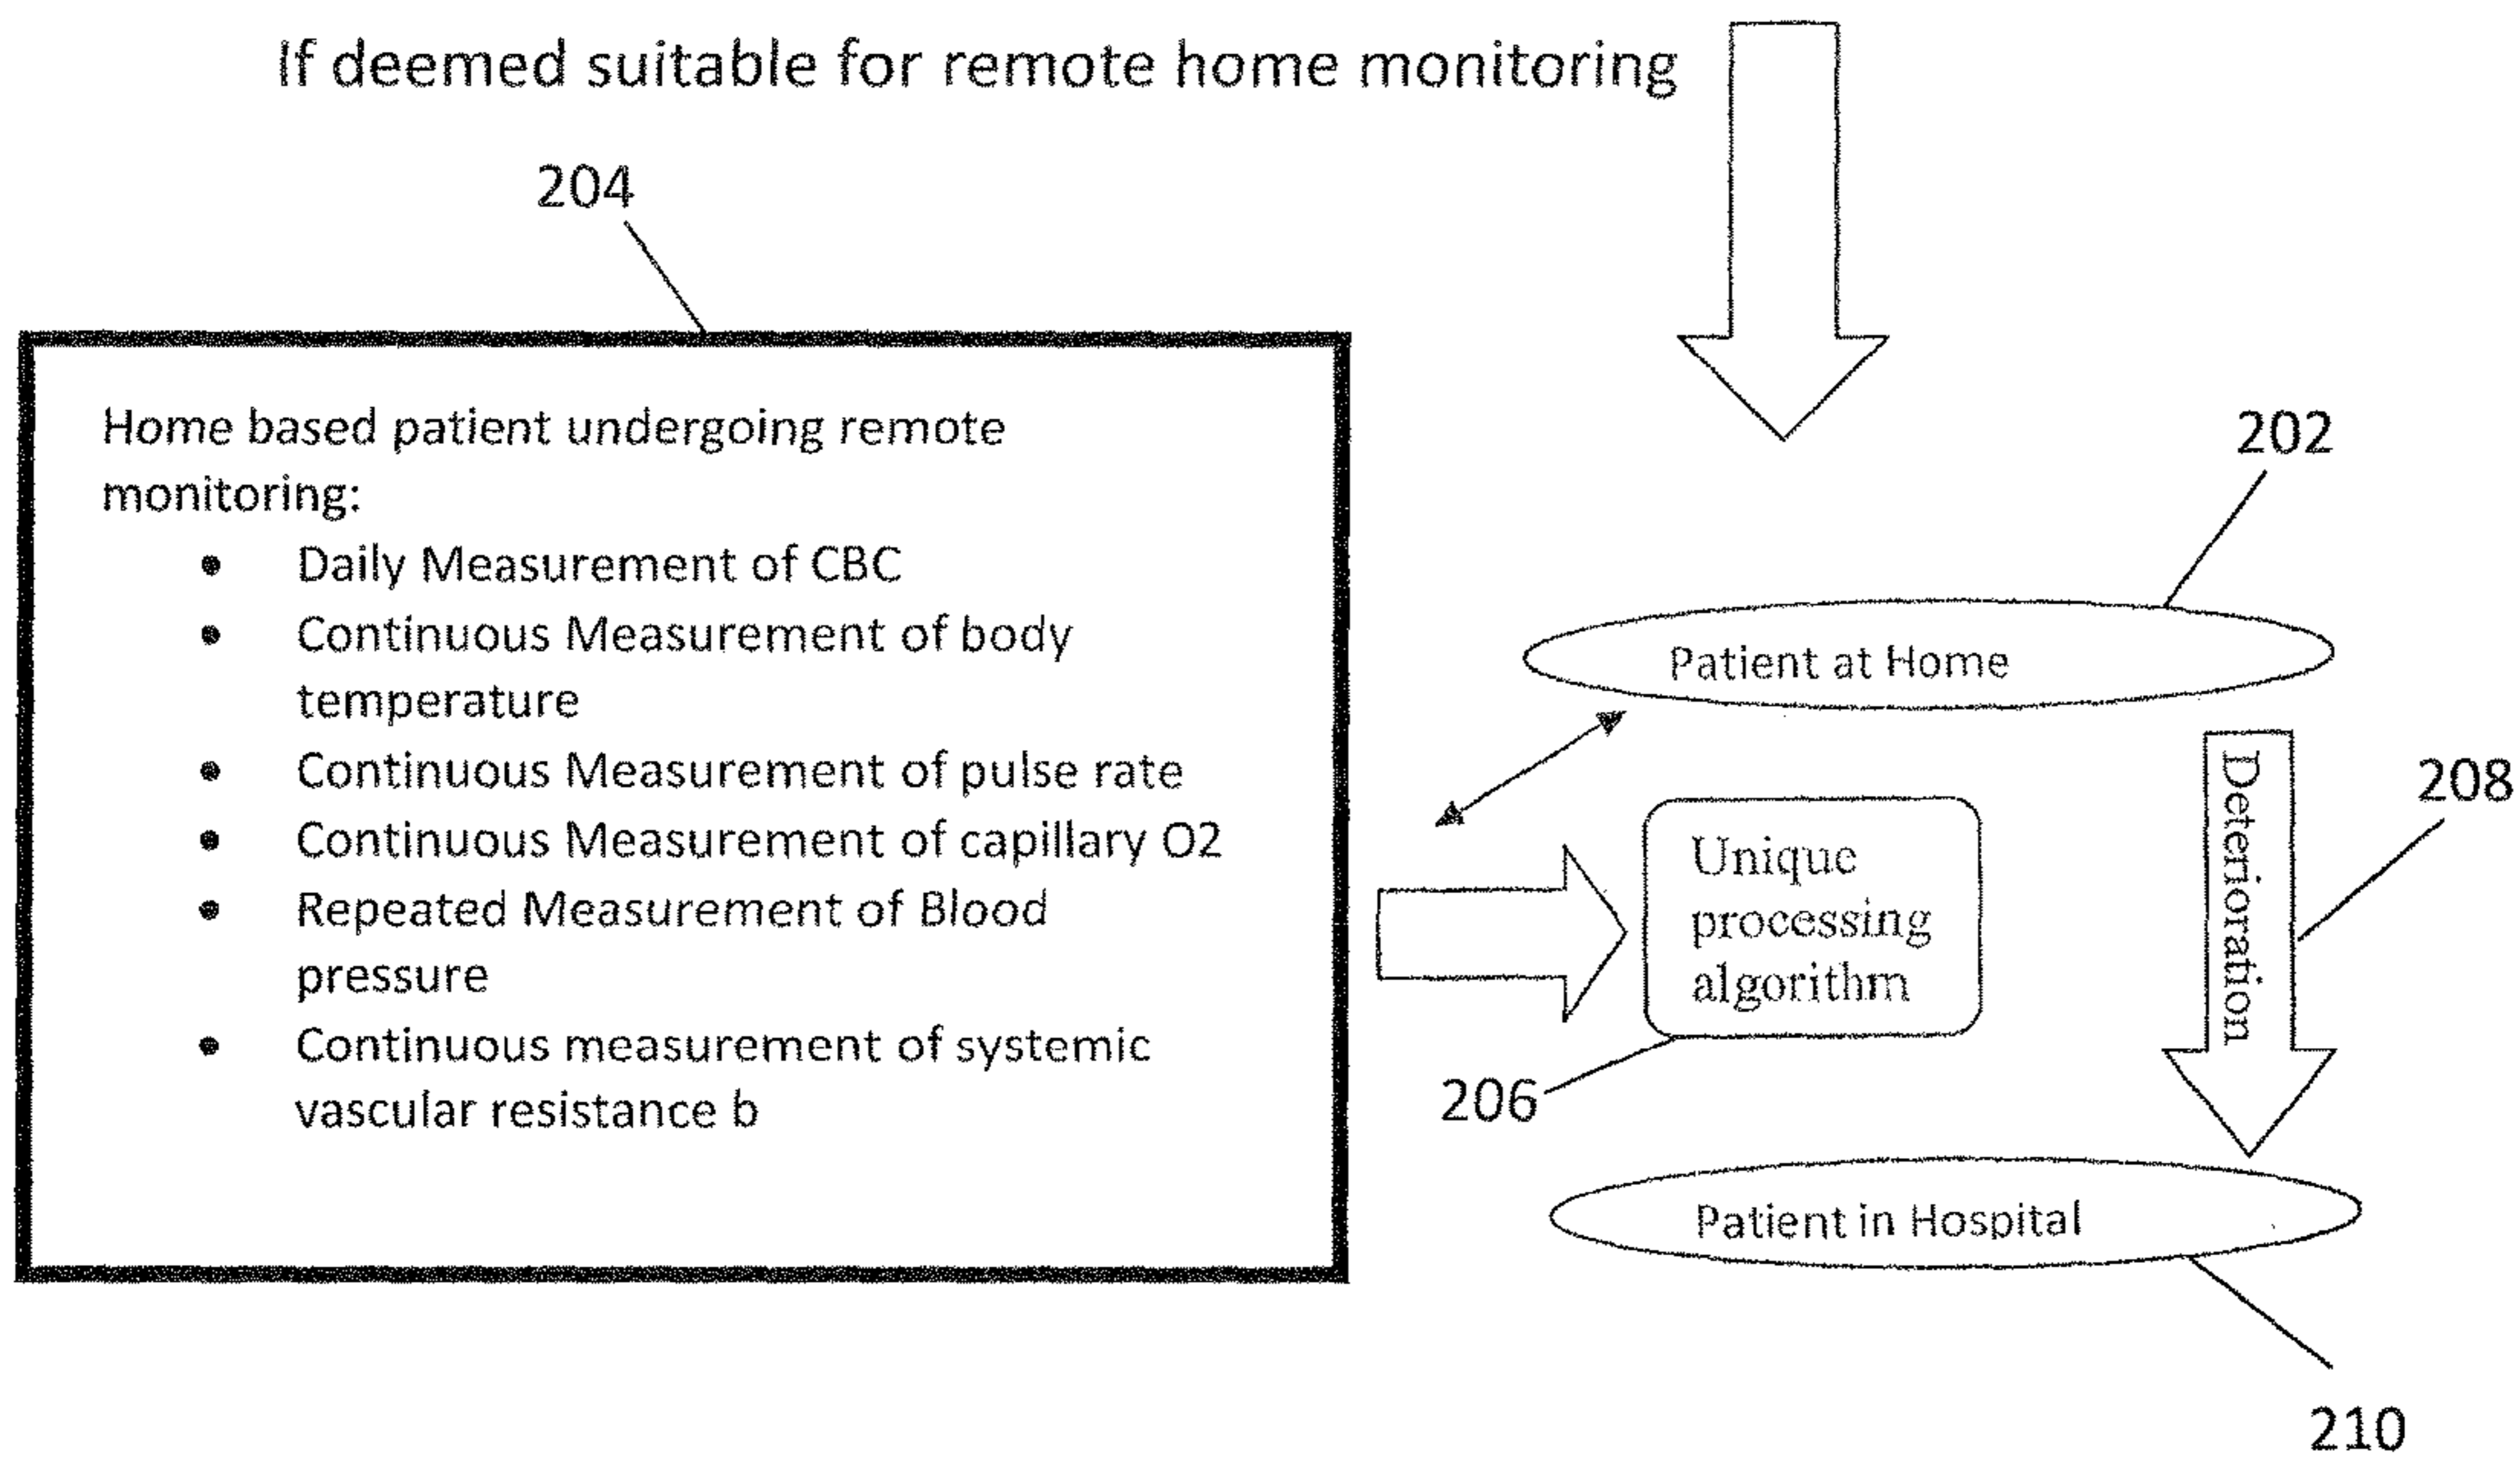 If deemed suitable for remote home monitoring
204
Home based patient undergoing remote
monitoring:
• Daily Measurement of CBC
• Continuous Measurement of body
temperature
• Continuous Measurement of pulse rate
• Continuous Measurement of capillary O2
• Repeated Measurement of Blood
pressure
• Continuous measurement of systemic
vascular resistance b
202
Patient at Home
208
Deterioration
Unique
processing
algorithm
206
Patient in Hospital
210